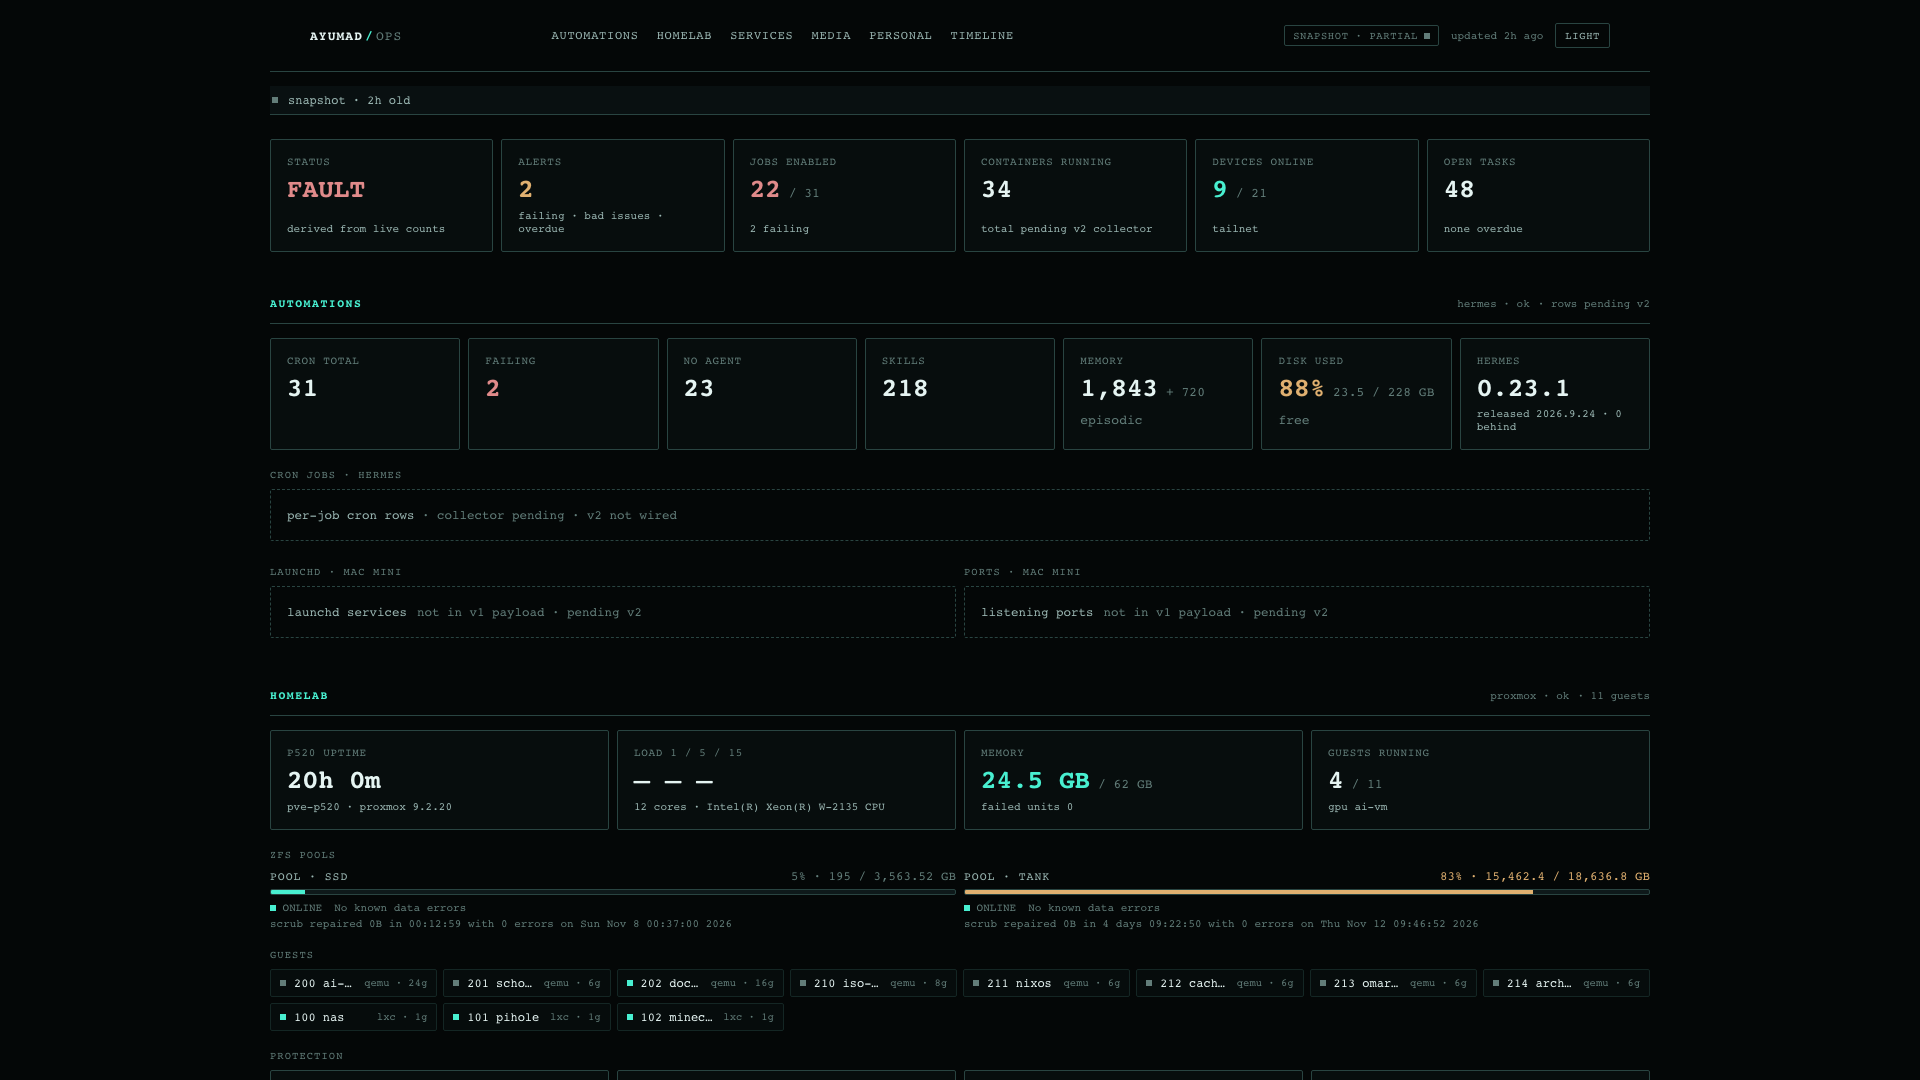 AYUMAD / OPS
AUTOMATIONS HOMELAB SERVICES MEDIA PERSONAL TIMELINE
SNAPSHOT · PARTIAL
updated 2h ago
LIGHT
snapshot · 2h old
STATUS
FAULT
derived from live counts
ALERTS
2
failing · bad issues ·
overdue
JOBS ENABLED
22 / 31
2 failing
CONTAINERS RUNNING
34
total pending v2 collector
DEVICES ONLINE
9 / 21
tailnet
OPEN TASKS
48
none overdue
AUTOMATIONS
hermes · ok · rows pending v2
CRON TOTAL
31
FAILING
2
NO AGENT
23
SKILLS
218
MEMORY
1,843 + 720
episodic
DISK USED
88% 23.5 / 228 GB
free
HERMES
0.23.1
released 2026.9.24 · 0
behind
CRON JOBS · HERMES
per-job cron rows · collector pending · v2 not wired
LAUNCHD · MAC MINI
launchd services not in v1 payload · pending v2
PORTS · MAC MINI
listening ports not in v1 payload · pending v2
HOMELAB
proxmox · ok · 11 guests
P520 UPTIME
20h 0m
pve-p520 · proxmox 9.2.20
LOAD 1 / 5 / 15
— — —
12 cores · Intel(R) Xeon(R) W-2135 CPU
MEMORY
24.5 GB / 62 GB
failed units 0
GUESTS RUNNING
4 / 11
gpu ai-vm
ZFS POOLS
POOL · SSD
5% · 195 / 3,563.52 GB
ONLINE No known data errors
scrub repaired 0B in 00:12:59 with 0 errors on Sun Nov 8 00:37:00 2026
POOL · TANK
83% · 15,462.4 / 18,636.8 GB
ONLINE No known data errors
scrub repaired 0B in 4 days 09:22:50 with 0 errors on Thu Nov 12 09:46:52 2026
GUESTS
200 ai-… qemu · 24g
201 scho… qemu · 6g
202 doc… qemu · 16g
210 iso-… qemu · 8g
211 nixos qemu · 6g
212 cach… qemu · 6g
213 omar… qemu · 6g
214 arch… qemu · 6g
100 nas lxc · 1g
101 pihole lxc · 1g
102 minec… lxc · 1g
PROTECTION